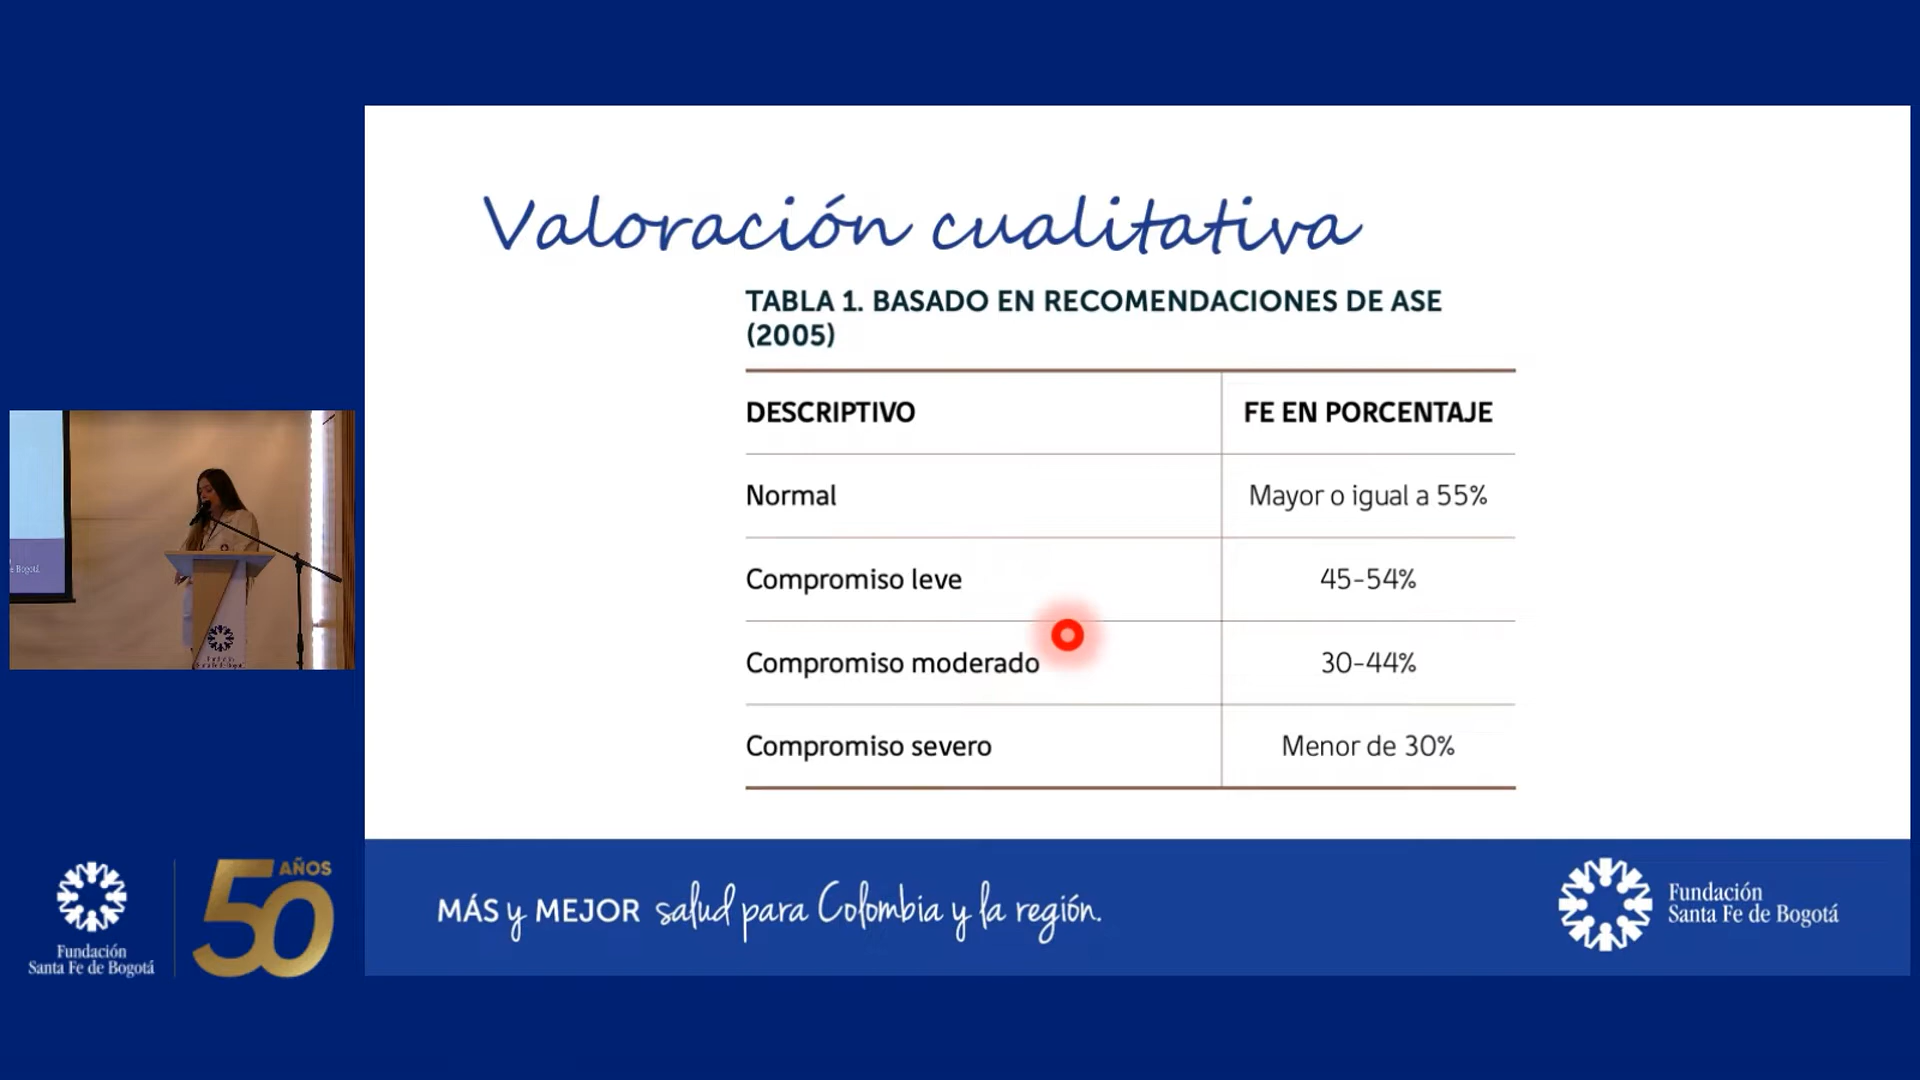 Valoración cualitativa
TABLA 1. BASADO EN RECOMENDACIONES DE ASE
(2005)
DESCRIPTIVO FE EN PORCENTAJE
Normal Mayor o igual a 55%
Compromiso leve 45-54%
Compromiso moderado 30-44%
Compromiso severo Menor de 30%
MÁS y MEJOR salud para Colombia y la región.
Fundación
Santa Fe de Bogotá
Fundación
Santa Fe de Bogotá
50 AÑOS